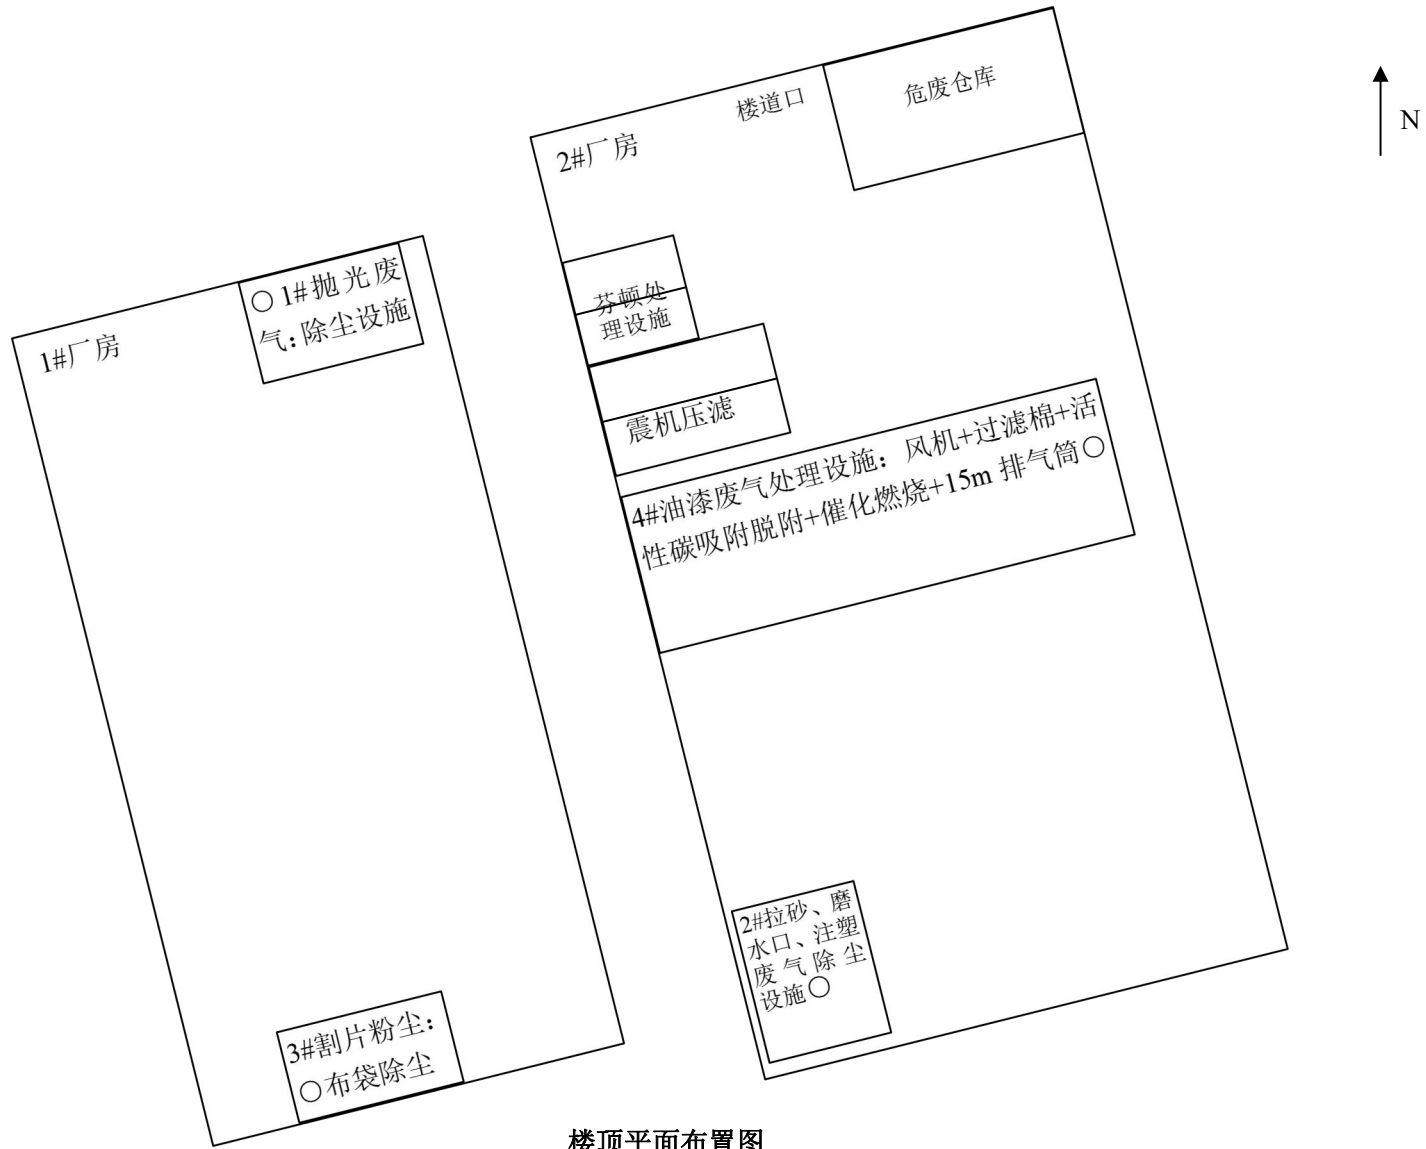 危废仓库
楼道口
N
2#厂房
○1#抛光废
气：除尘设施
1#厂房
芬顿处
理设施
震机压滤
4#油漆废气处理设施：风机+过滤棉+活
性碳吸附脱附+催化燃烧+15m 排气筒○
2#拉砂、磨
水口、注塑
废气除尘
设施○
3#割片粉尘：
○布袋除尘
楼顶平面布置图